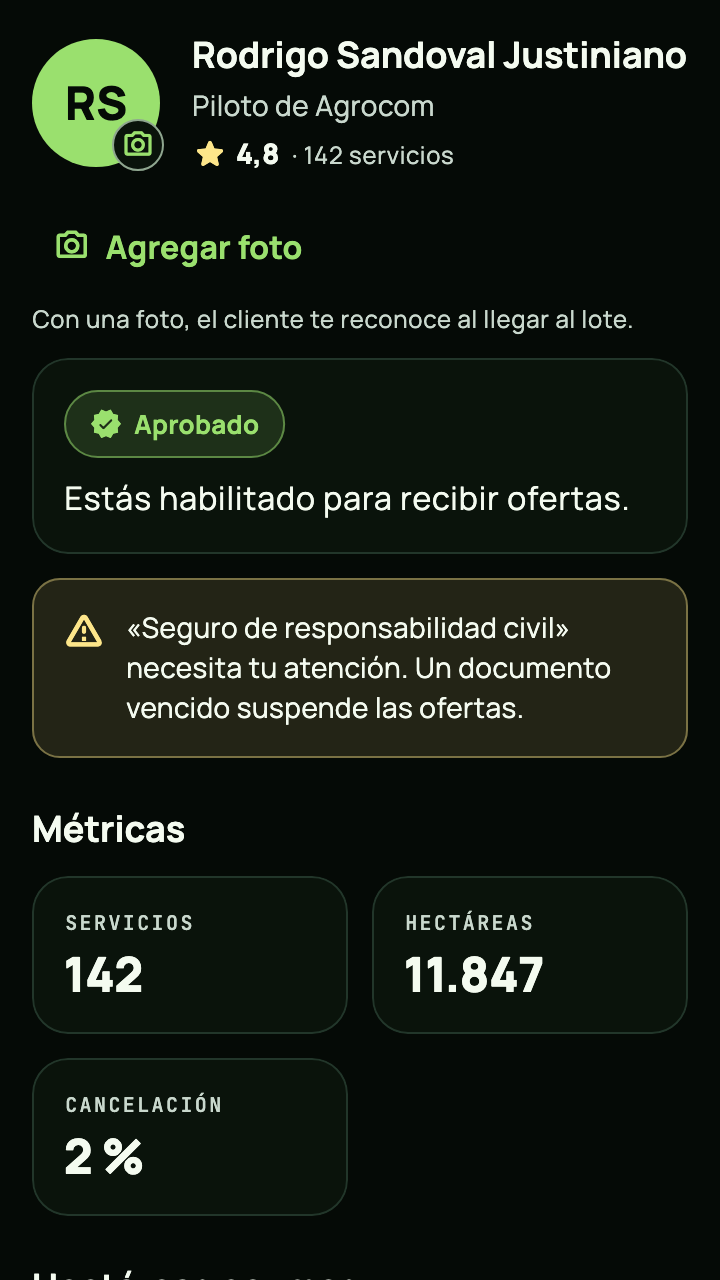 RS
Rodrigo Sandoval Justiniano
Piloto de Agrocom
4,8 · 142 servicios
Agregar foto
Con una foto, el cliente te reconoce al llegar al lote.
Aprobado
Estás habilitado para recibir ofertas.
«Seguro de responsabilidad civil»
necesita tu atención. Un documento
vencido suspende las ofertas.
Métricas
SERVICIOS
142
HECTÁREAS
11.847
CANCELACIÓN
2 %